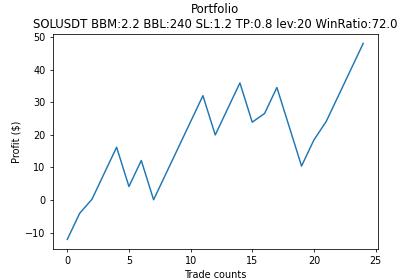 Portfolio
SOLUSDT BBM:2.2 BBL:240 SL:1.2 TP:0.8 lev:20 WinRatio:72.0
50
40
30
20
10
0
−10
Profit ($)
0 5 10 15 20 25
Trade counts